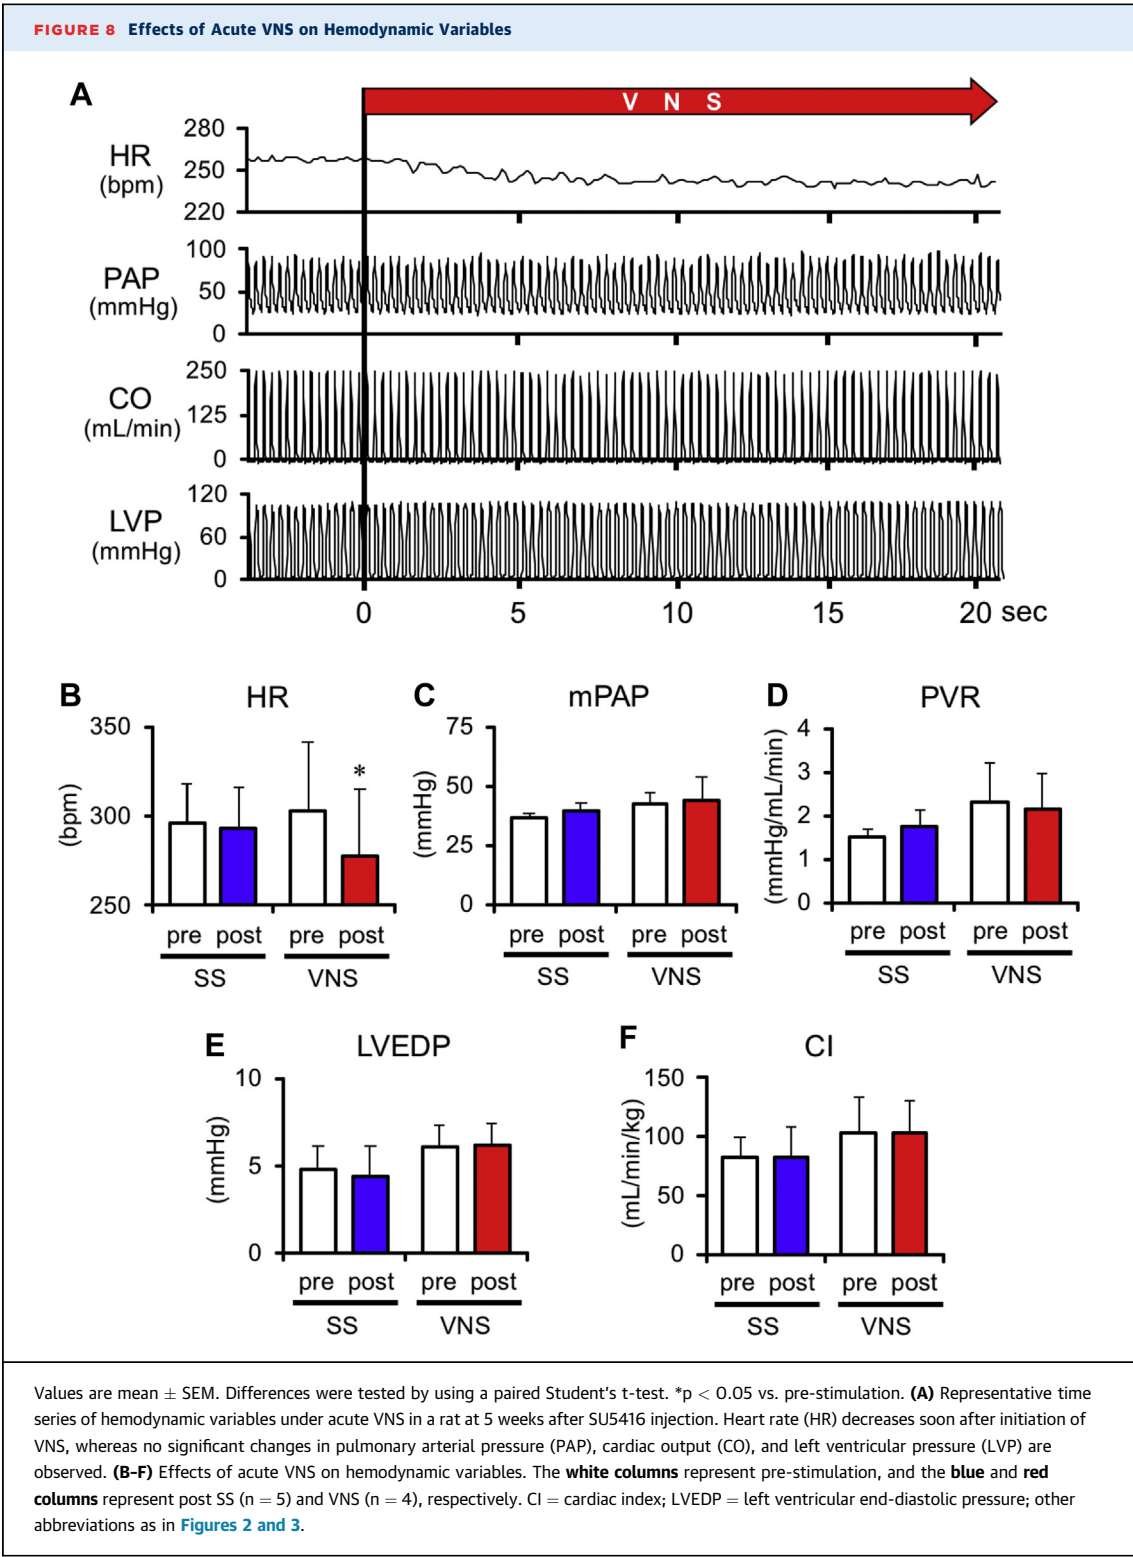 FIGURE 8 Effects of Acute VNS on Hemodynamic Variables
A
V N S
HR
(bpm)
280
250
220
PAP
(mmHg)
100
50
0
CO
(mL/min)
250
125
0
LVP
(mmHg)
120
60
0
0 5 10 15 20 sec
B HR
(bpm)
350
300
250
*
pre post pre post
SS VNS
C mPAP
(mmHg)
75
50
25
0
pre post pre post
SS VNS
D PVR
(mmHg/mL/min)
4
3
2
1
0
pre post pre post
SS VNS
E LVEDP
(mmHg)
10
5
0
pre post pre post
SS VNS
F CI
(mL/min/kg)
150
100
50
0
pre post pre post
SS VNS
Values are mean ± SEM. Differences were tested by using a paired Student's t-test. *p < 0.05 vs. pre-stimulation. (A) Representative time
series of hemodynamic variables under acute VNS in a rat at 5 weeks after SU5416 injection. Heart rate (HR) decreases soon after initiation of
VNS, whereas no significant changes in pulmonary arterial pressure (PAP), cardiac output (CO), and left ventricular pressure (LVP) are
observed. (B-F) Effects of acute VNS on hemodynamic variables. The white columns represent pre-stimulation, and the blue and red
columns represent post SS (n = 5) and VNS (n = 4), respectively. CI = cardiac index; LVEDP = left ventricular end-diastolic pressure; other
abbreviations as in Figures 2 and 3.